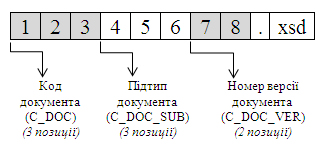 1 2 3 4 5 6 7 8 . xsd
Код документа (C_DOC) (3 позиції)
Підтип документа (C_DOC_SUB) (3 позиції)
Номер версії документа (C_DOC_VER) (2 позиції)